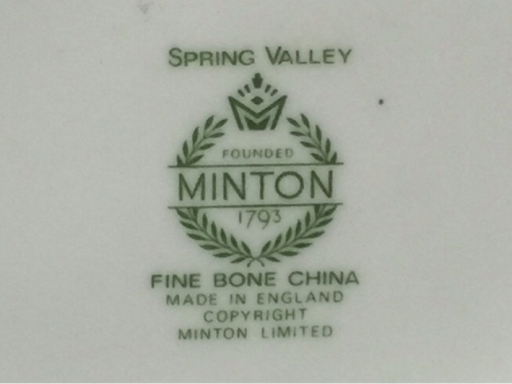 SPRING VALLEY
FOUNDED
MINTON
1793
FINE BONE CHINA
MADE IN ENGLAND
COPYRIGHT
MINTON LIMITED